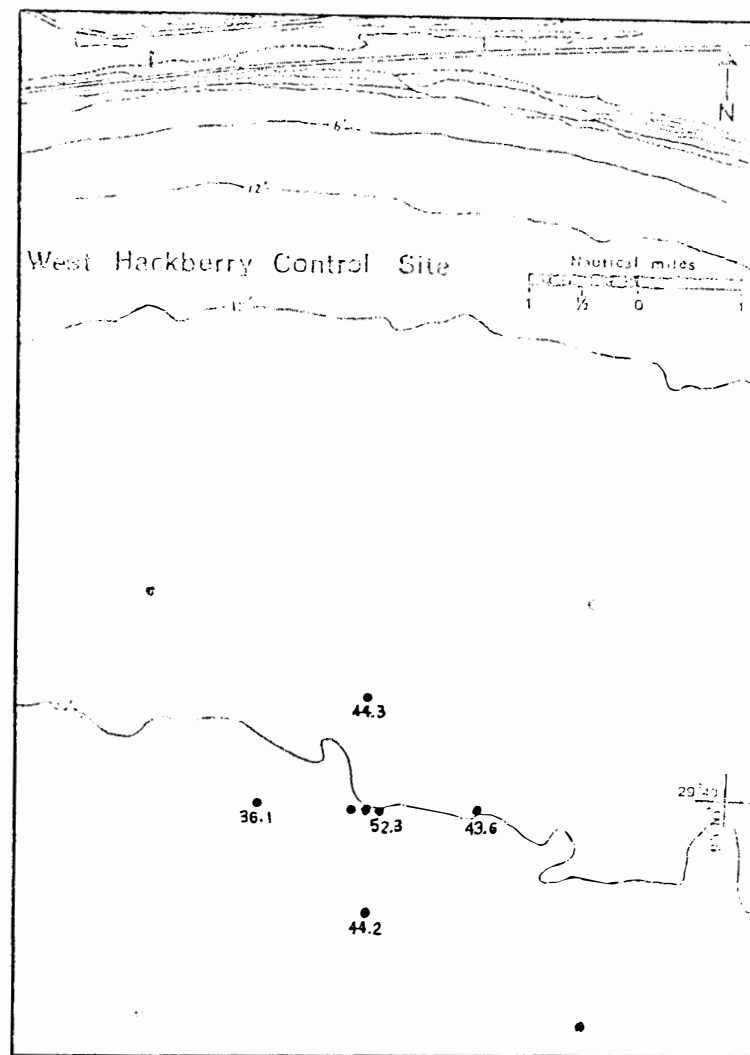 N
6'
12'
West Hackberry Control Site
Nautical miles
1 ½ 0 1
44.3
29°40'
36.1
52.3
43.6
44.2